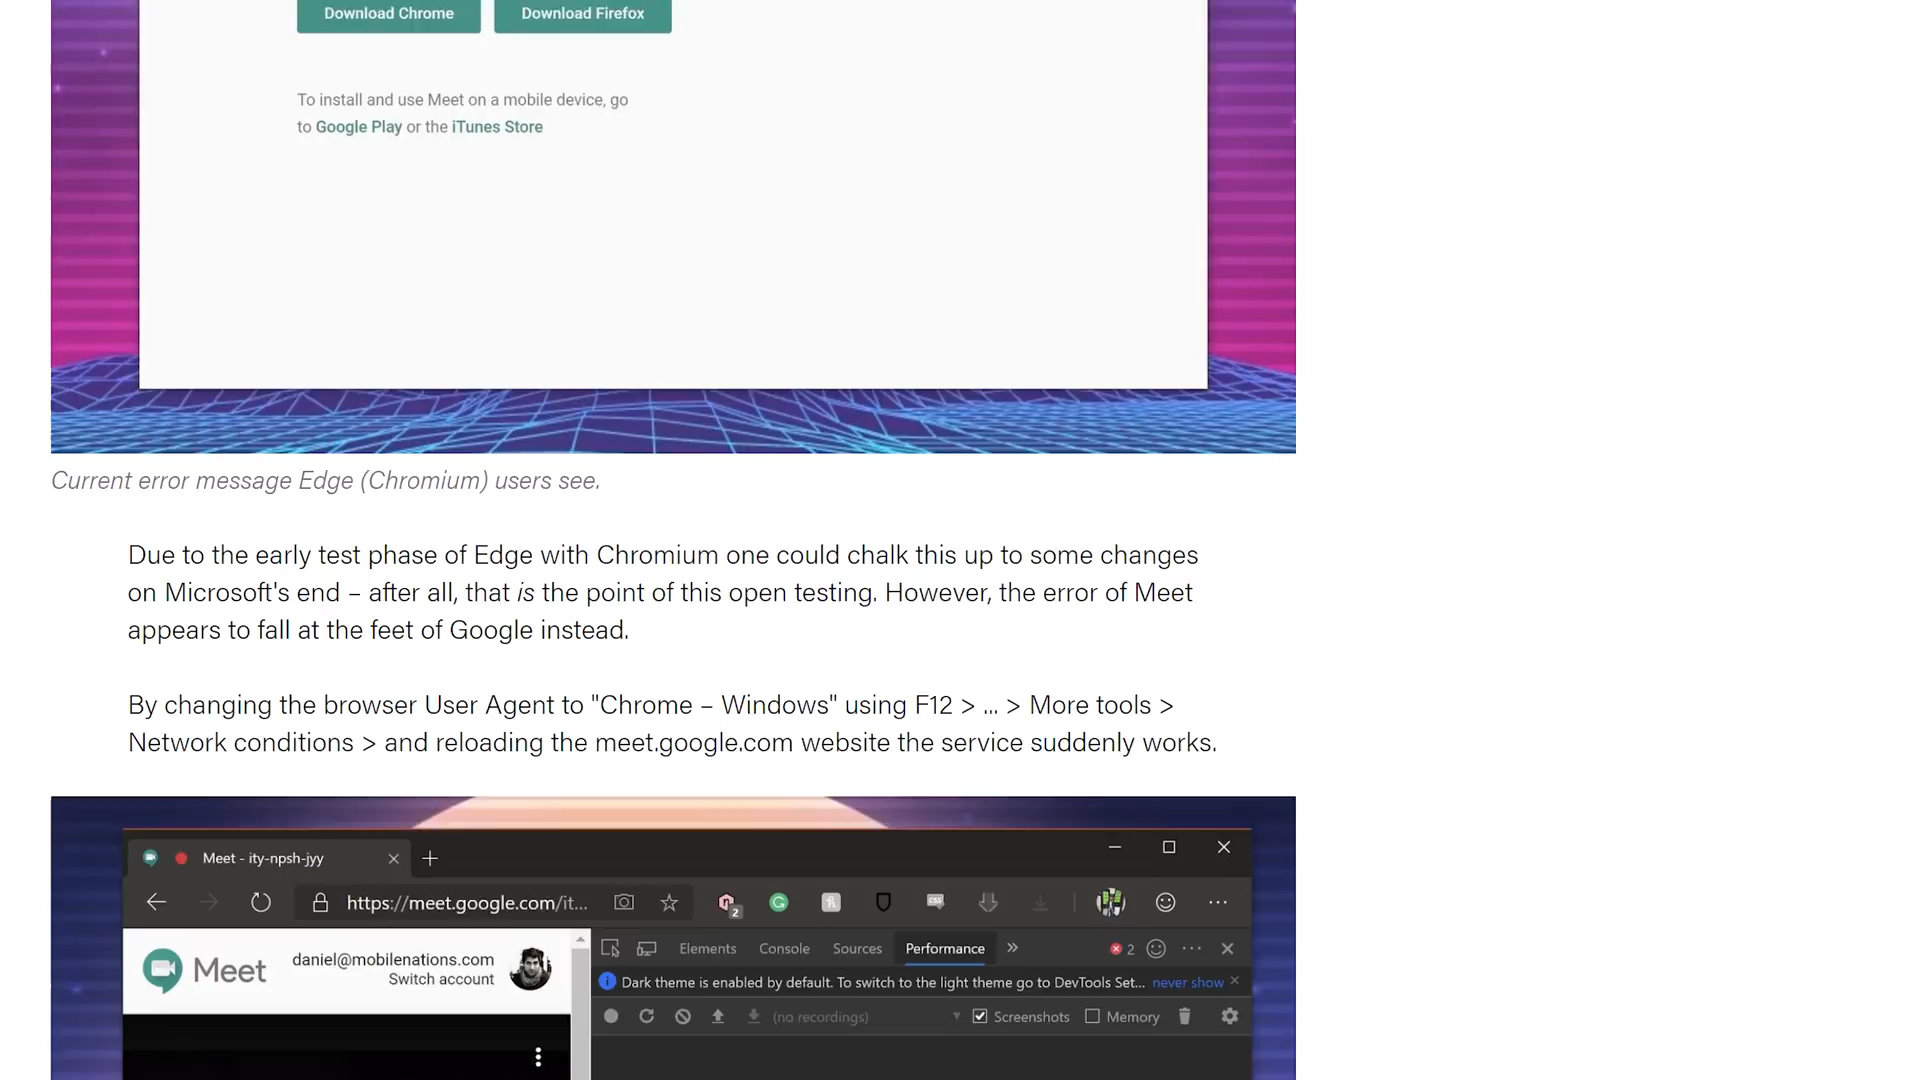 Download Chrome Download Firefox
To install and use Meet on a mobile device, go
to Google Play or the iTunes Store
Current error message Edge (Chromium) users see.
Due to the early test phase of Edge with Chromium one could chalk this up to some changes
on Microsoft's end – after all, that is the point of this open testing. However, the error of Meet
appears to fall at the feet of Google instead.
By changing the browser User Agent to "Chrome – Windows" using F12 > ... > More tools >
Network conditions > and reloading the meet.google.com website the service suddenly works.
Meet - ity-npsh-jyy
https://meet.google.com/it...
2
Meet daniel@mobilenations.com
Switch account
Elements Console Sources Performance 2
Dark theme is enabled by default. To switch to the light theme go to DevTools Set... never show
(no recordings) Screenshots Memory